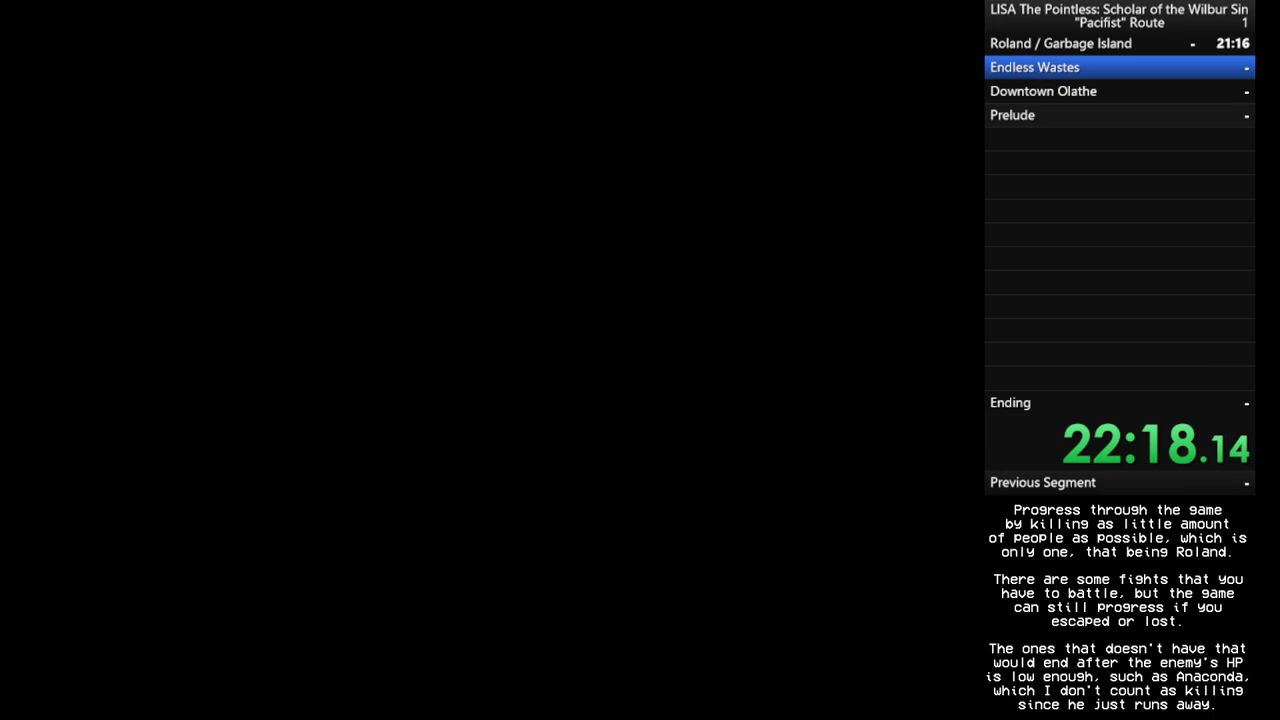 LISA The Pointless: Scholar of the Wilbur Sin
"Pacifist" Route 1
Roland / Garbage Island - 21:16
Endless Wastes -
Downtown Olathe -
Prelude -
Ending -
22:18.14
Previous Segment -
Progress through the game
by killing as little amount
of people as possible, which is
only one, that being Roland.
There are some fights that you
have to battle, but the game
can still progress if you
escaped or lost.
The ones that doesn't have that
would end after the enemy's HP
is low enough, such as Anaconda,
which I don't count as killing
since he just runs away.